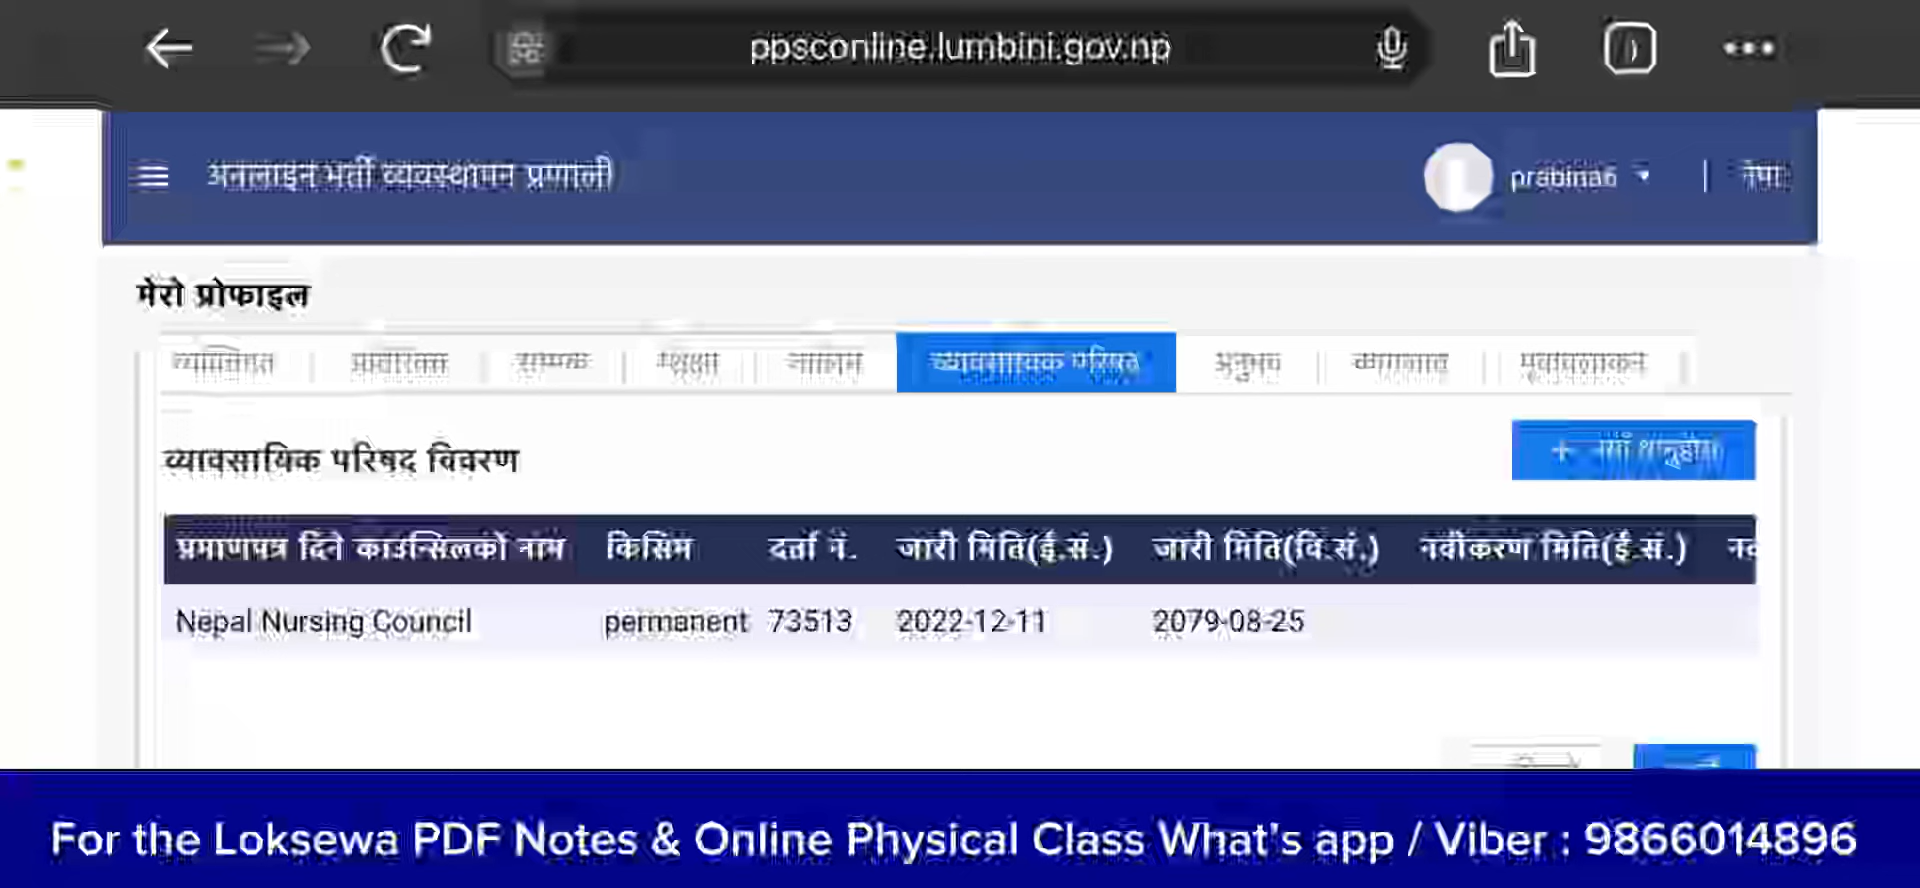 ppsconline.lumbini.gov.np
अनलाइन भर्ती व्यवस्थापन प्रणाली
prabina6
मेरो प्रोफाइल
शिक्षा तालिम व्यावसायिक परिषद अनुभव
व्यावसायिक परिषद विवरण
प्रमाणपत्र दिने काउन्सिलको नाम किसिम दर्ता नं. जारी मिति(ई.सं.) जारी मिति(वि.सं.) नवीकरण मिति(ई.सं.)
Nepal Nursing Council permanent 73513 2022-12-11 2079-08-25
For the Loksewa PDF Notes & Online Physical Class What's app / Viber : 9866014896